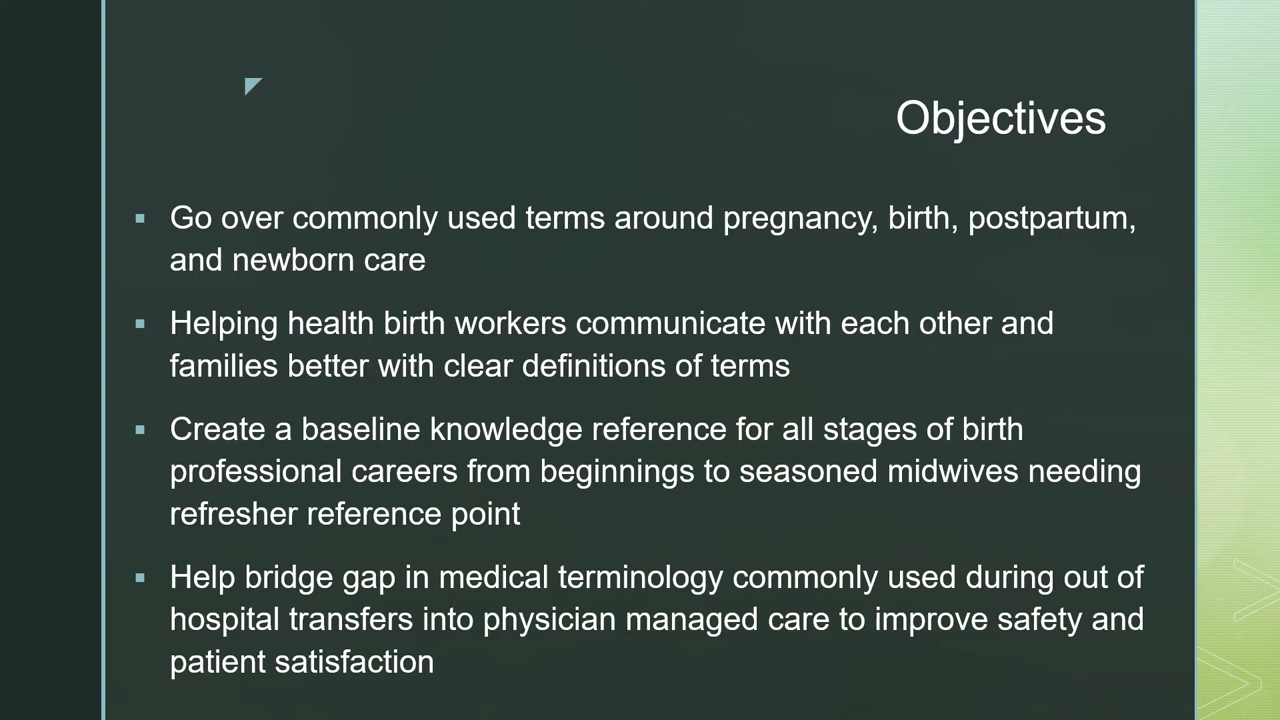 Objectives
▪ Go over commonly used terms around pregnancy, birth, postpartum,
and newborn care
▪ Helping health birth workers communicate with each other and
families better with clear definitions of terms
▪ Create a baseline knowledge reference for all stages of birth
professional careers from beginnings to seasoned midwives needing
refresher reference point
▪ Help bridge gap in medical terminology commonly used during out of
hospital transfers into physician managed care to improve safety and
patient satisfaction